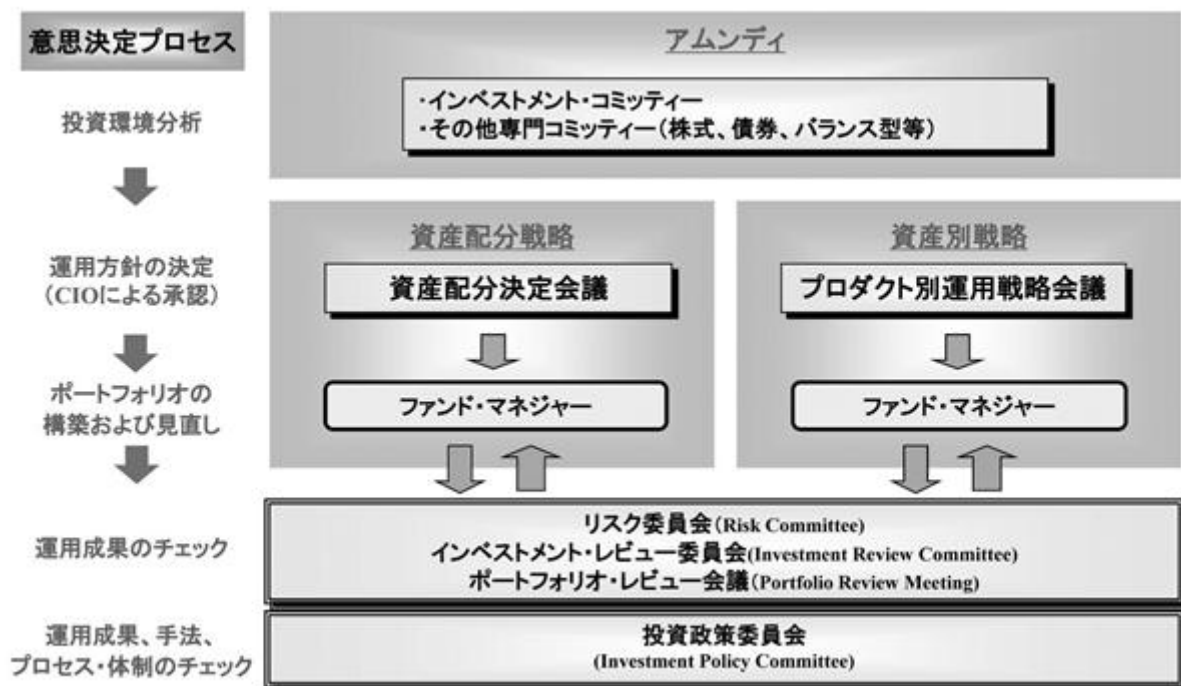 意思決定プロセス
アムンディ
投資環境分析
・インベストメント・コミッティー
・その他専門コミッティー（株式、債券、バランス型等）
資産配分戦略
資産別戦略
運用方針の決定
（CIOによる承認）
資産配分決定会議
プロダクト別運用戦略会議
ポートフォリオの
構築および見直し
ファンド・マネジャー
ファンド・マネジャー
運用成果のチェック
リスク委員会(Risk Committee)
インベストメント・レビュー委員会(Investment Review Committee)
ポートフォリオ・レビュー会議(Portfolio Review Meeting)
運用成果、手法、
プロセス・体制のチェック
投資政策委員会
(Investment Policy Committee)